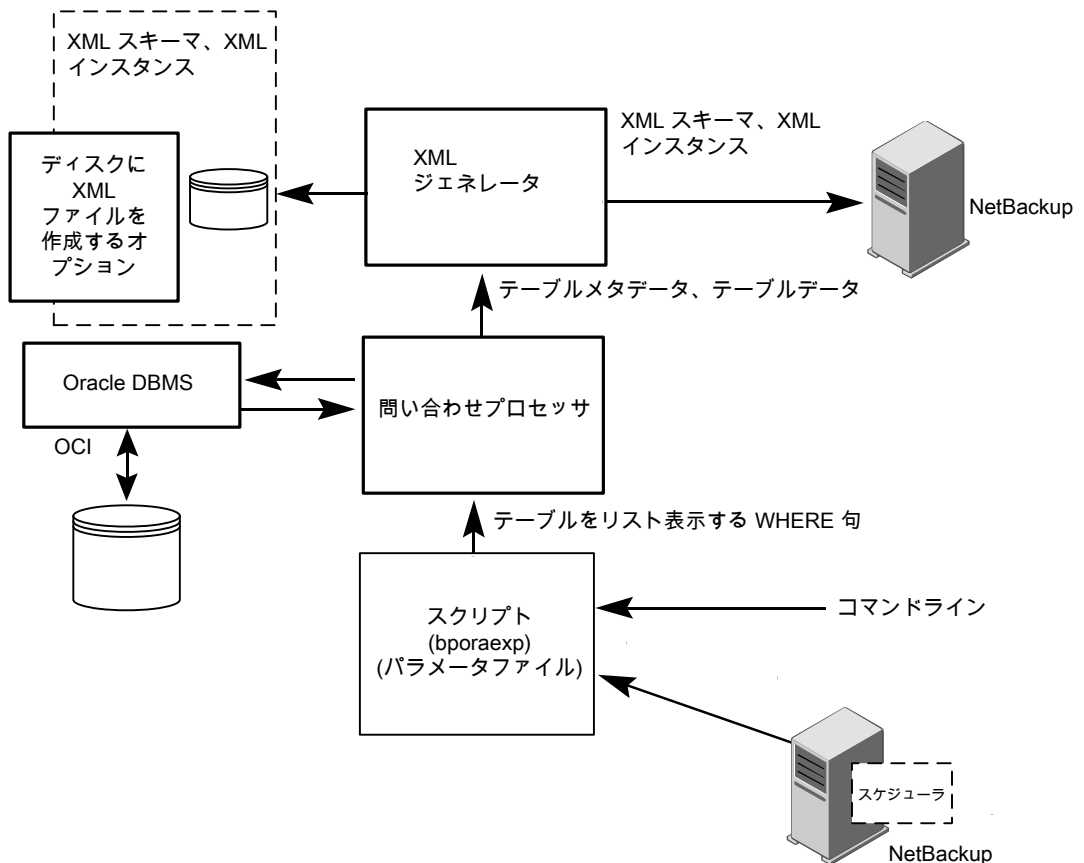 XML スキーマ、XML
インスタンス
ディスクに
XML
ファイルを
作成するオ
プション
XML
ジェネレータ
XML スキーマ、XML
インスタンス
NetBackup
テーブルメタデータ、テーブルデータ
Oracle DBMS
問い合わせプロセッサ
OCI
テーブルをリスト表示する WHERE 句
スクリプト
(bporaexp)
(パラメータファイル)
コマンドライン
スケジューラ
NetBackup